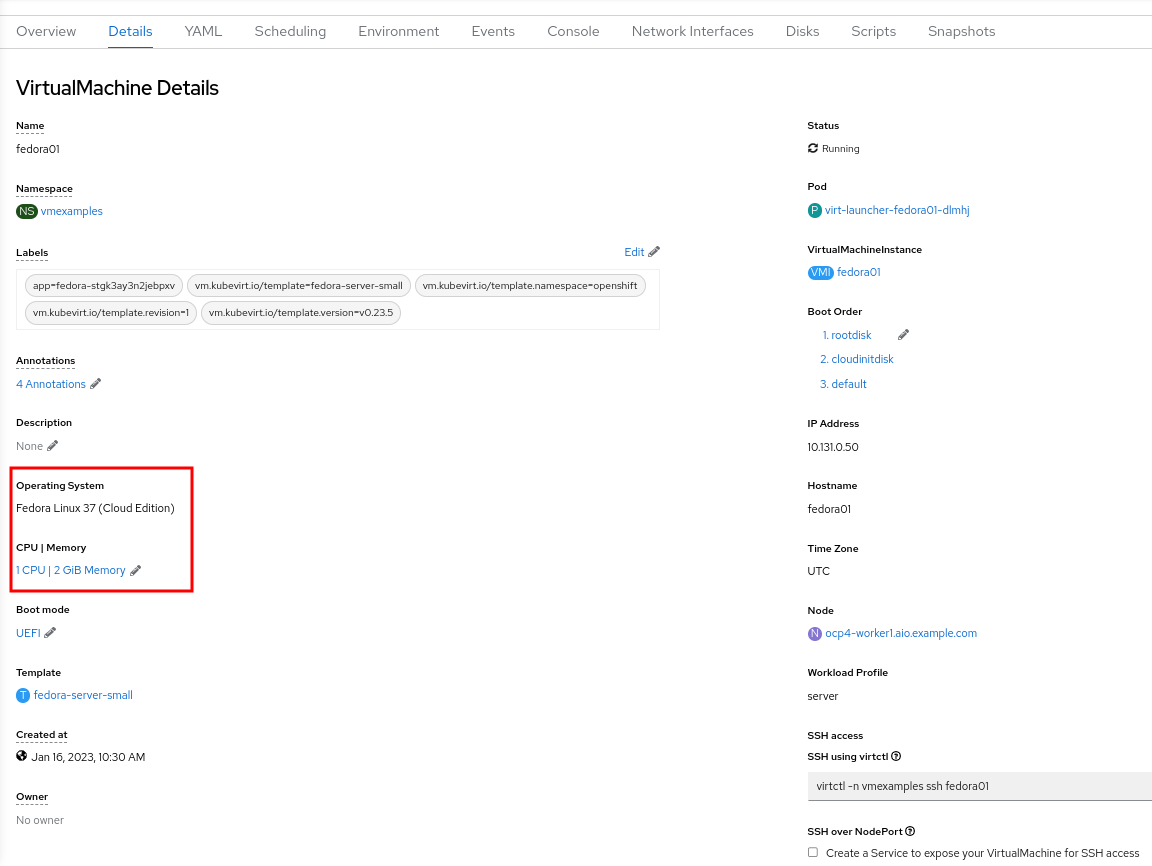 Overview Details YAML Scheduling Environment Events Console Network Interfaces Disks Scripts Snapshots
VirtualMachine Details
Name
fedora01
Namespace
NS vmexamples
Labels
Edit
app=fedora-stgk3ay3n2jebpxv vm.kubevirt.io/template=fedora-server-small vm.kubevirt.io/template.namespace=openshift
vm.kubevirt.io/template.revision=1 vm.kubevirt.io/template.version=v0.23.5
Annotations
4 Annotations
Description
None
Operating System
Fedora Linux 37 (Cloud Edition)
CPU | Memory
1 CPU | 2 GiB Memory
Boot mode
UEFI
Template
T fedora-server-small
Created at
Jan 16, 2023, 10:30 AM
Owner
No owner
Status
Running
Pod
P virt-launcher-fedora01-dlmhj
VirtualMachineInstance
VMI fedora01
Boot Order
1. rootdisk
2. cloudinitdisk
3. default
IP Address
10.131.0.50
Hostname
fedora01
Time Zone
UTC
Node
N ocp4-worker1.aio.example.com
Workload Profile
server
SSH access
SSH using virtctl
virtctl -n vmexamples ssh fedora01
SSH over NodePort
Create a Service to expose your VirtualMachine for SSH access